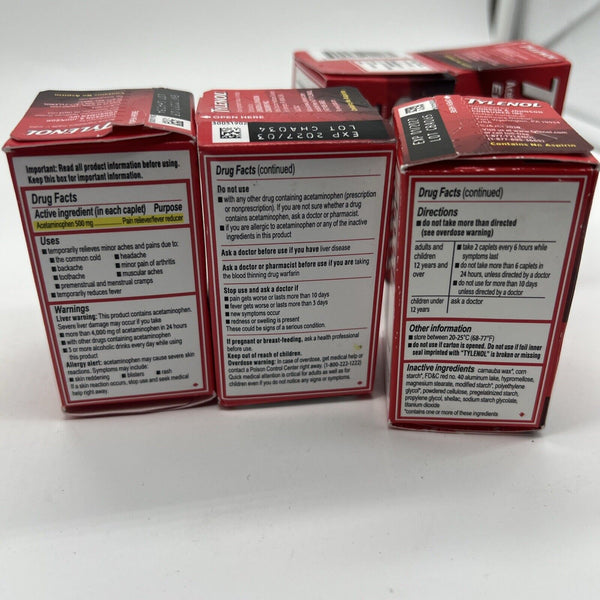 TYLENOL
Contains No Aspirin
Important: Read all product information before using.
Keep this box for important information.
Drug Facts
Active ingredient (in each caplet) Purpose
Acetaminophen 500 mg Pain reliever/fever reducer
Uses
■ temporarily relieves minor aches and pains due to:
■ the common cold ■ headache
■ backache ■ minor pain of arthritis
■ toothache ■ muscular aches
■ premenstrual and menstrual cramps
■ temporarily reduces fever
Warnings
Liver warning: This product contains acetaminophen.
Severe liver damage may occur if you take
■ more than 4,000 mg of acetaminophen in 24 hours
■ with other drugs containing acetaminophen
■ 3 or more alcoholic drinks every day while using
this product.
Allergy alert: acetaminophen may cause severe skin
reactions. Symptoms may include:
■ skin reddening ■ blisters ■ rash
If a skin reaction occurs, stop use and seek medical
help right away.
TYLENOL
OPEN HERE
EXP 2027/03
LOT CHA034
Drug Facts (continued)
Do not use
■ with any other drug containing acetaminophen (prescription
or nonprescription). If you are not sure whether a drug
contains acetaminophen, ask a doctor or pharmacist.
■ if you are allergic to acetaminophen or any of the inactive
ingredients in this product
Ask a doctor before use if you have liver disease
Ask a doctor or pharmacist before use if you are taking
the blood thinning drug warfarin
Stop use and ask a doctor if
■ pain gets worse or lasts more than 10 days
■ fever gets worse or lasts more than 3 days
■ new symptoms occur
■ redness or swelling is present
These could be signs of a serious condition.
If pregnant or breast-feeding, ask a health professional
before use.
Keep out of reach of children.
Overdose warning: In case of overdose, get medical help or
contact a Poison Control Center right away. (1-800-222-1222)
Quick medical attention is critical for adults as well as for
children even if you do not notice any signs or symptoms.
TYLENOL
Contains No Aspirin
Drug Facts (continued)
Directions
■ do not take more than directed
(see overdose warning)
adults and children 12 years and over
■ take 2 caplets every 6 hours while
symptoms last
■ do not take more than 6 caplets in
24 hours, unless directed by a doctor
■ do not use for more than 10 days
unless directed by a doctor
children under 12 years
ask a doctor
Other information
■ store between 20-25°C (68-77°F)
■ do not use if carton is opened. Do not use if foil inner
seal imprinted with "TYLENOL" is broken or missing
Inactive ingredients carnauba wax*, corn
starch*, FD&C red no. 40 aluminum lake, hypromellose,
magnesium stearate, modified starch*, polyethylene
glycol*, powdered cellulose, pregelatinized starch,
propylene glycol, shellac, sodium starch glycolate,
titanium dioxide
*contains one or more of these ingredients